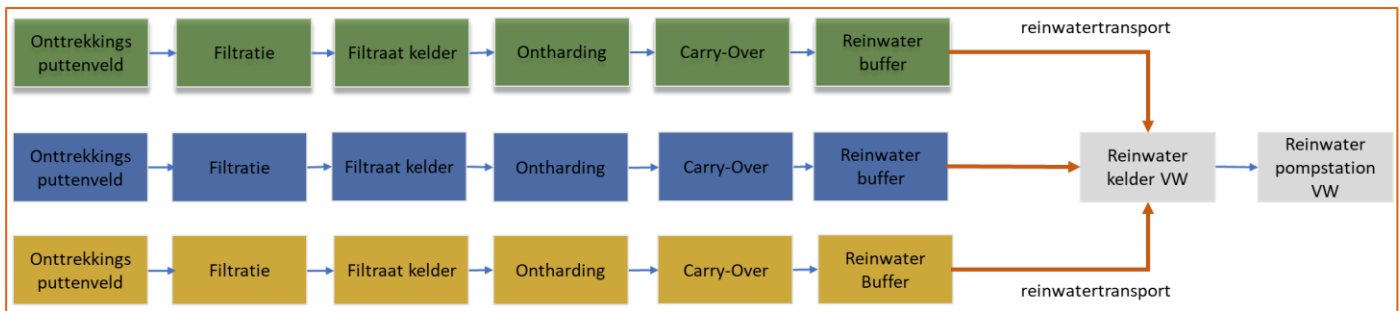 reinwatertransport
Onttrekkings
puttenveld
Filtratie
Filtraat kelder
Ontharding
Carry-Over
Reinwater
buffer
Onttrekkings
puttenveld
Filtratie
Filtraat kelder
Ontharding
Carry-Over
Reinwater
buffer
Reinwater
kelder VW
Reinwater
pompstation
VW
Onttrekkings
puttenveld
Filtratie
Filtraat kelder
Ontharding
Carry-Over
Reinwater
Buffer
reinwatertransport